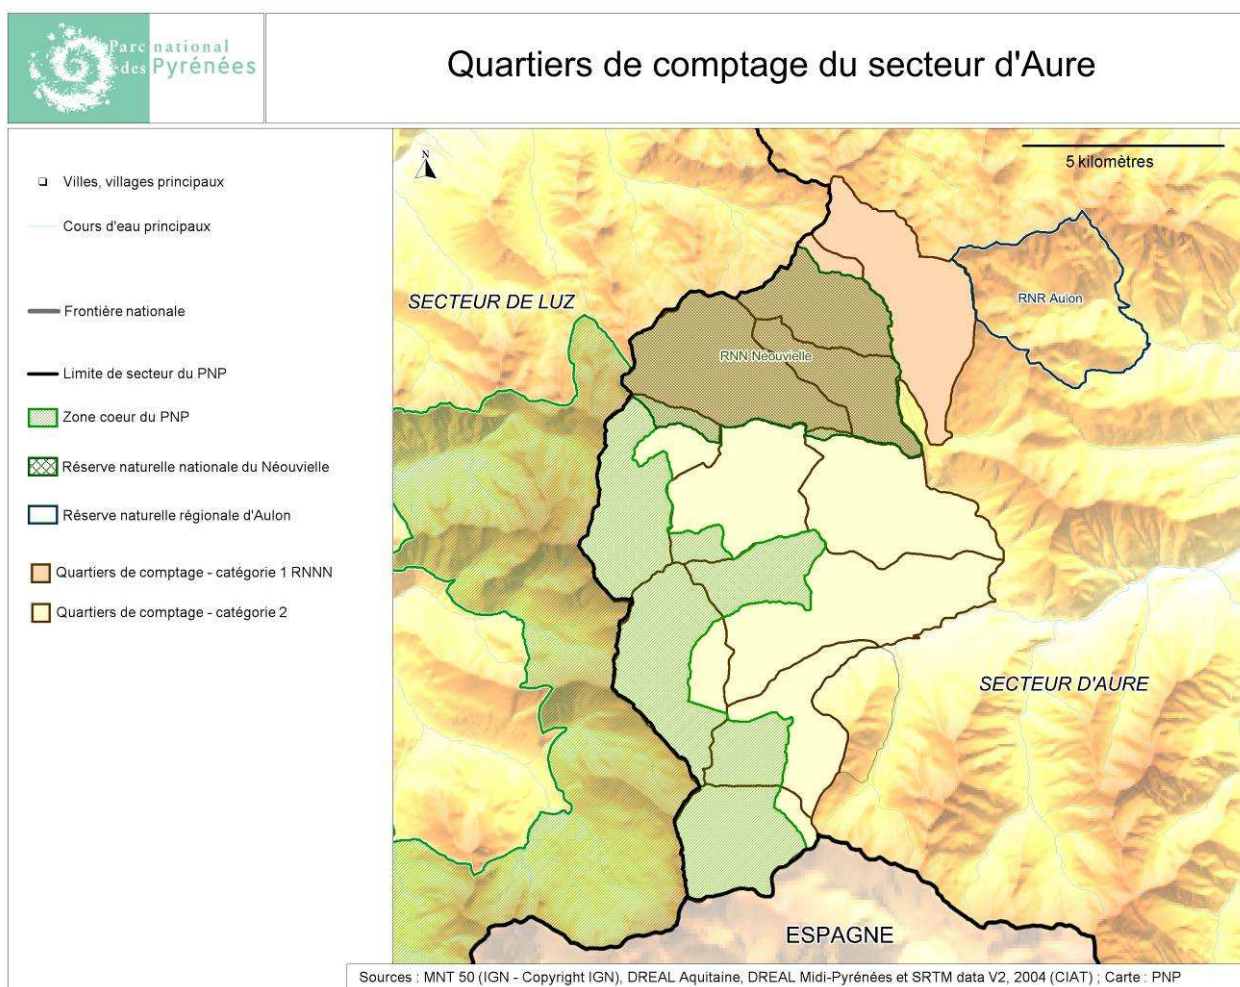 Parc national
des Pyrénées
Quartiers de comptage du secteur d'Aure
Villes, villages principaux
Cours d'eau principaux
Frontière nationale
Limite de secteur du PNP
Zone coeur du PNP
Réserve naturelle nationale du Néouvielle
Réserve naturelle régionale d'Aulon
Quartiers de comptage - catégorie 1 RNNN
Quartiers de comptage - catégorie 2
N
5 kilomètres
SECTEUR DE LUZ
RNR Aulon
RNN Néouvielle
SECTEUR D'AURE
ESPAGNE
Sources : MNT 50 (IGN - Copyright IGN), DREAL Aquitaine, DREAL Midi-Pyrénées et SRTM data V2, 2004 (CIAT) ; Carte : PNP